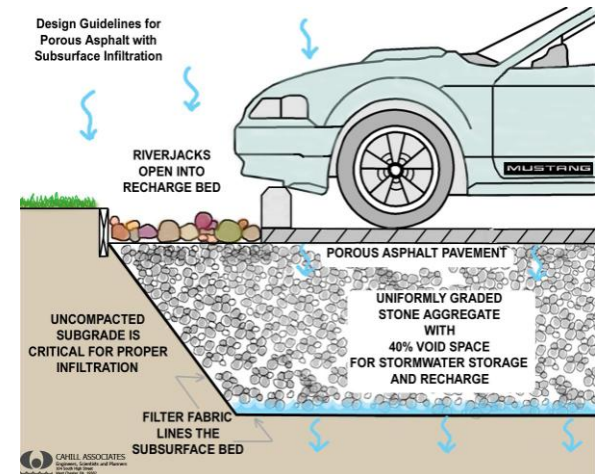 Design Guidelines for
Porous Asphalt with
Subsurface Infiltration
RIVERJACKS
OPEN INTO
RECHARGE BED
MUSTANG
POROUS ASPHALT PAVEMENT
UNIFORMLY GRADED
STONE AGGREGATE
WITH
40% VOID SPACE
FOR STORMWATER STORAGE
AND RECHARGE
UNCOMPACTED
SUBGRADE IS
CRITICAL FOR PROPER
INFILTRATION
FILTER FABRIC
LINES THE
SUBSURFACE BED
CAHILL ASSOCIATES
Engineers, Scientists and Planners